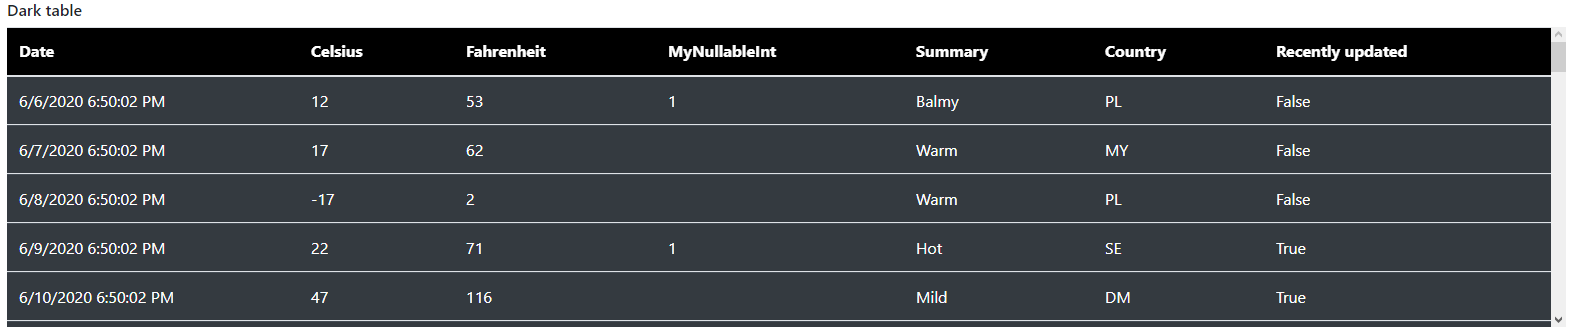 Dark table
Date Celsius Fahrenheit MyNullableInt Summary Country Recently updated
6/6/2020 6:50:02 PM 12 53 1 Balmy PL False
6/7/2020 6:50:02 PM 17 62 Warm MY False
6/8/2020 6:50:02 PM -17 2 Warm PL False
6/9/2020 6:50:02 PM 22 71 1 Hot SE True
6/10/2020 6:50:02 PM 47 116 Mild DM True